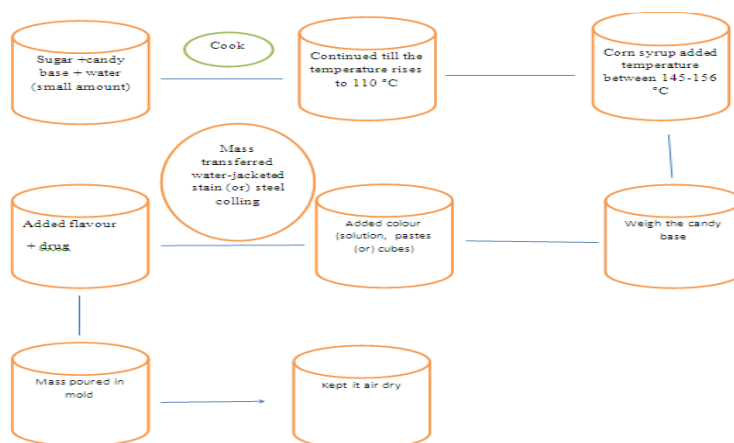 Sugar +candy
base + water
(small amount)
Cook
Continued till the
temperature rises
to 110 °C
Corn syrup added
temperature
between 145-156
°C
Weigh the candy
base
Added colour
(solution, pastes
(or) cubes)
Mass
transferred
water-jacketed
stain (or) steel
colling
Added flavour
+ drug
Mass poured in
mold
Kept it air dry